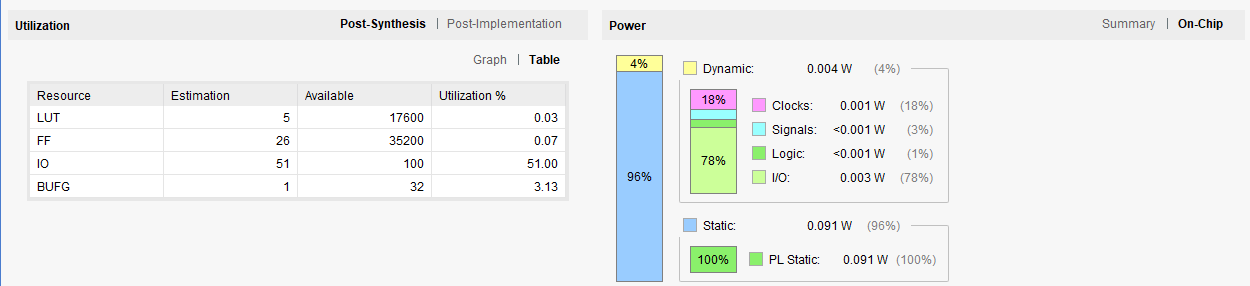 Utilization Post-Synthesis | Post-Implementation
Graph | Table
Resource Estimation Available Utilization %
LUT 5 17600 0.03
FF 26 35200 0.07
IO 51 100 51.00
BUFG 1 32 3.13
Power Summary | On-Chip
4%
96%
Dynamic: 0.004 W (4%)
18%
78%
Clocks: 0.001 W (18%)
Signals: <0.001 W (3%)
Logic: <0.001 W (1%)
I/O: 0.003 W (78%)
Static: 0.091 W (96%)
100% PL Static: 0.091 W (100%)